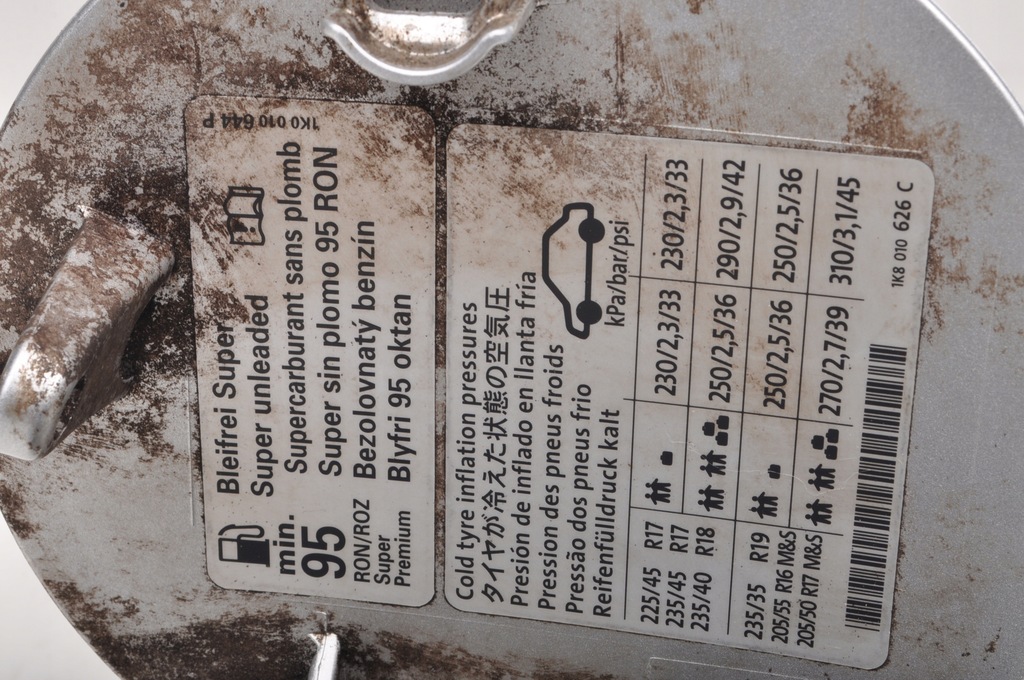 1K0 010 644 P
Bleifrei Super
Super unleaded
Supercarburant sans plomb
Super sin plomo 95 RON
Bezolovnatý benzín
Blyfri 95 oktan
min.
95
RON/ROZ
Super
Premium
Cold tyre inflation pressures
タイヤが冷えた状態の空気圧
Presión de inflado en llanta fría
Pression des pneus froids
Pressão dos pneus frio
Reifenfülldruck kalt
kPa/bar/psi
225/45 R17 230/2,3/33 230/2,3/33
235/45 R17
235/40 R18 250/2,5/36 290/2,9/42
235/35 R19 250/2,5/36 250/2,5/36
205/55 R16 M&S
205/50 R17 M&S 270/2,7/39 310/3,1/45
1K8 010 626 C